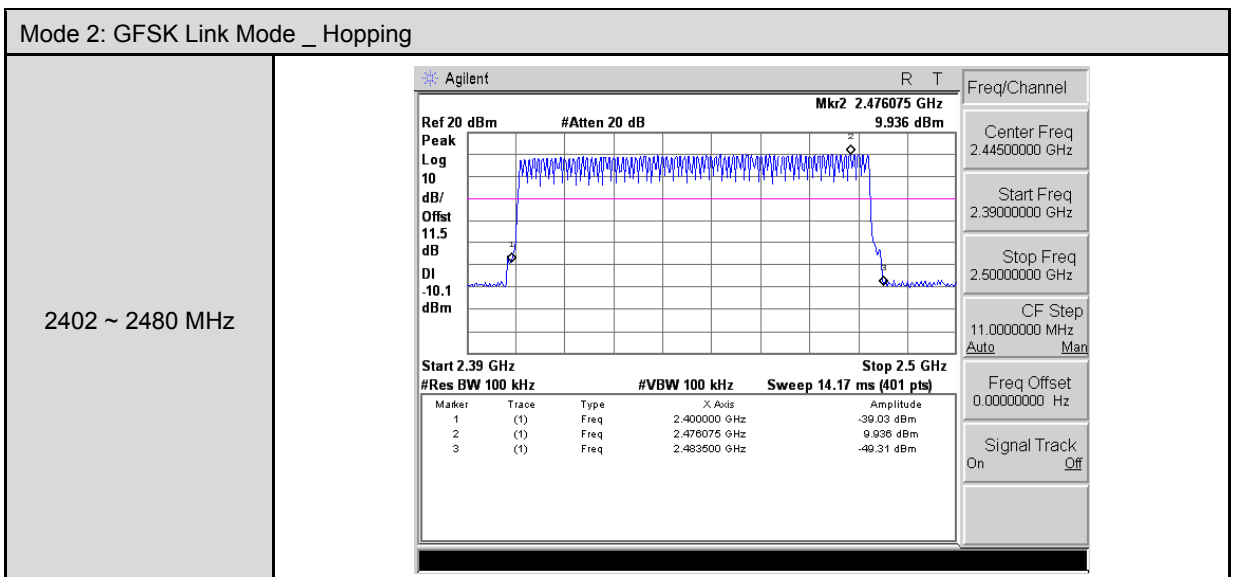 Mode 2: GFSK Link Mode _ Hopping
2402 ~ 2480 MHz
Agilent R T
Mkr2 2.476075 GHz
Ref 20 dBm #Atten 20 dB 9.936 dBm
Peak
Log
10
dB/
Offst
11.5
dB
DI
-10.1
dBm
2
1
3
Start 2.39 GHz Stop 2.5 GHz
#Res BW 100 kHz #VBW 100 kHz Sweep 14.17 ms (401 pts)
Marker Trace Type X Axis Amplitude
1 (1) Freq 2.400000 GHz -39.03 dBm
2 (1) Freq 2.476075 GHz 9.936 dBm
3 (1) Freq 2.483500 GHz -49.31 dBm
Freq/Channel
Center Freq
2.44500000 GHz
Start Freq
2.39000000 GHz
Stop Freq
2.50000000 GHz
CF Step
11.0000000 MHz
Auto Man
Freq Offset
0.00000000 Hz
Signal Track
On Off